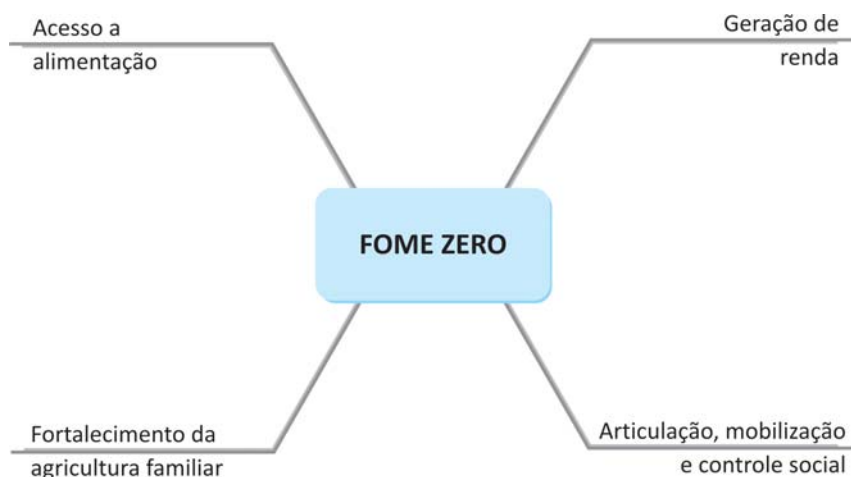 Acesso a
alimentação
Geração de
renda
FOME ZERO
Fortalecimento da
agricultura familiar
Articulação, mobilização
e controle social